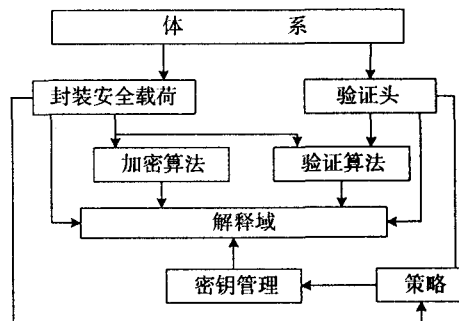 体 系
封装安全载荷 验证头
加密算法 验证算法
解释域
密钥管理 策略